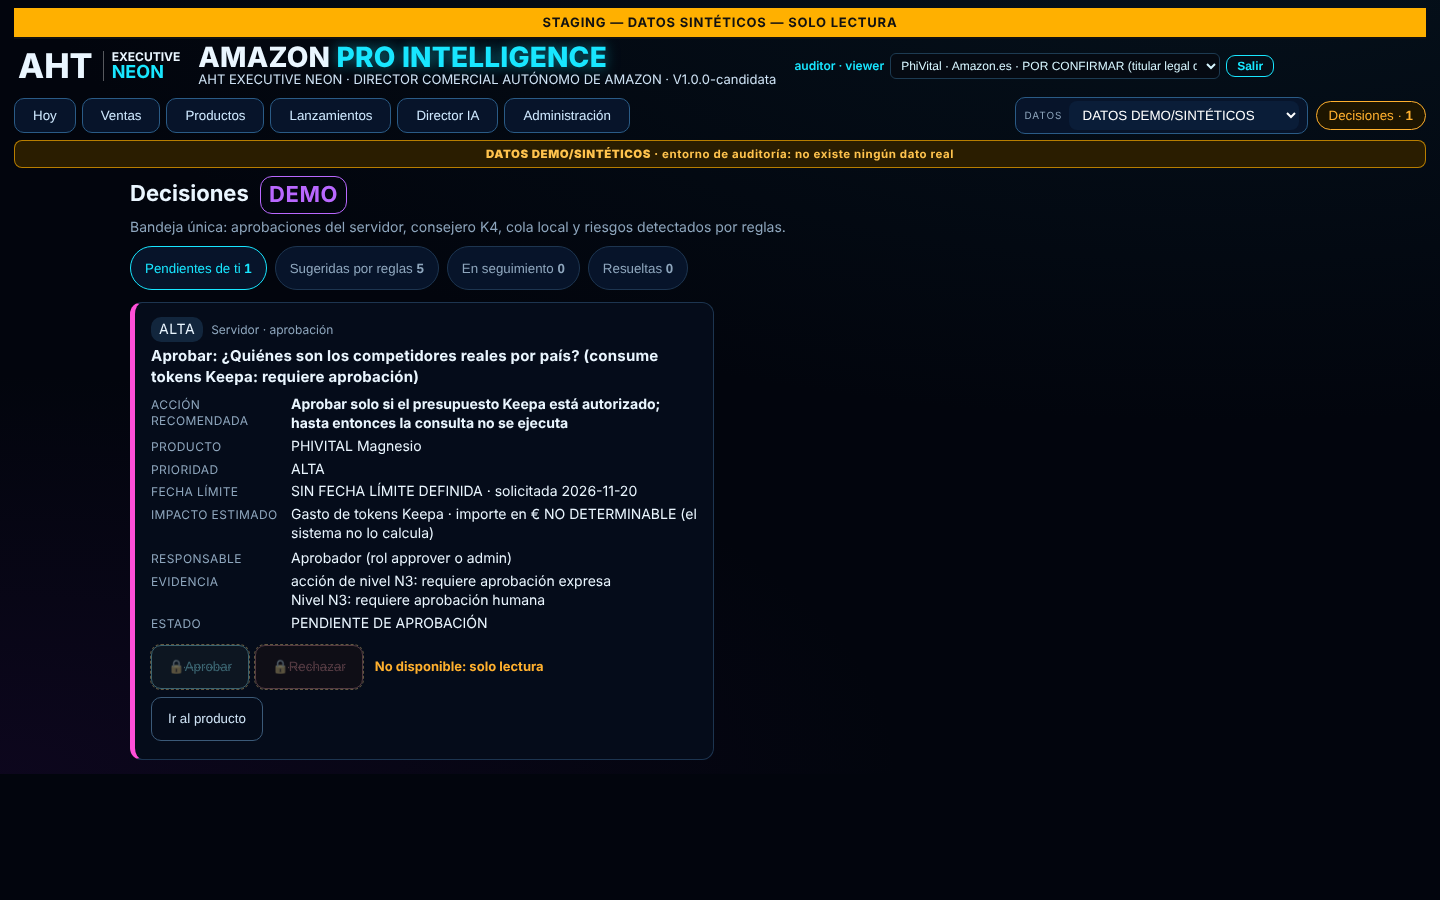 STAGING — DATOS SINTÉTICOS — SOLO LECTURA
AHT
EXECUTIVE
NEON
AMAZON PRO INTELLIGENCE
AHT EXECUTIVE NEON · DIRECTOR COMERCIAL AUTÓNOMO DE AMAZON · V1.0.0-candidata
auditor · viewer
PhiVital · Amazon.es · POR CONFIRMAR (titular legal c
Salir
Hoy
Ventas
Productos
Lanzamientos
Director IA
Administración
DATOS
DATOS DEMO/SINTÉTICOS
Decisiones · 1
DATOS DEMO/SINTÉTICOS · entorno de auditoría: no existe ningún dato real
Decisiones DEMO
Bandeja única: aprobaciones del servidor, consejero K4, cola local y riesgos detectados por reglas.
Pendientes de ti 1
Sugeridas por reglas 5
En seguimiento 0
Resueltas 0
ALTA Servidor · aprobación
Aprobar: ¿Quiénes son los competidores reales por país? (consume
tokens Keepa: requiere aprobación)
ACCIÓN
RECOMENDADA
Aprobar solo si el presupuesto Keepa está autorizado;
hasta entonces la consulta no se ejecuta
PRODUCTO
PHIVITAL Magnesio
PRIORIDAD
ALTA
FECHA LÍMITE
SIN FECHA LÍMITE DEFINIDA · solicitada 2026-11-20
IMPACTO ESTIMADO
Gasto de tokens Keepa · importe en € NO DETERMINABLE (el
sistema no lo calcula)
RESPONSABLE
Aprobador (rol approver o admin)
EVIDENCIA
acción de nivel N3: requiere aprobación expresa
Nivel N3: requiere aprobación humana
ESTADO
PENDIENTE DE APROBACIÓN
Aprobar
Rechazar
No disponible: solo lectura
Ir al producto